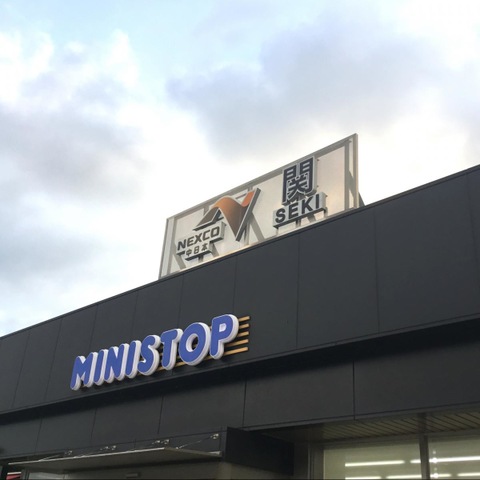 関
SEKI
NEXCO
中日本
MINISTOP